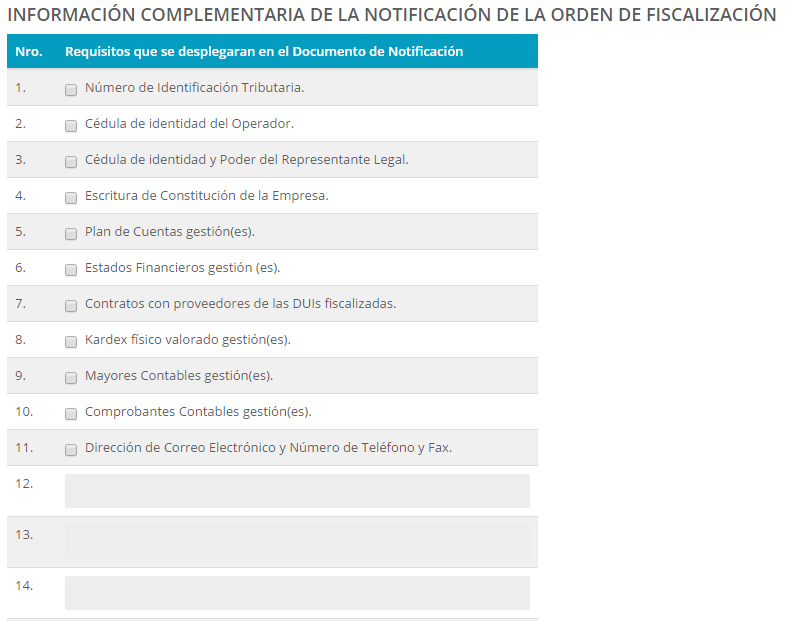 INFORMACIÓN COMPLEMENTARIA DE LA NOTIFICACIÓN DE LA ORDEN DE FISCALIZACIÓN
Nro. Requisitos que se desplegaran en el Documento de Notificación
1. Número de Identificación Tributaria.
2. Cédula de identidad del Operador.
3. Cédula de identidad y Poder del Representante Legal.
4. Escritura de Constitución de la Empresa.
5. Plan de Cuentas gestión(es).
6. Estados Financieros gestión (es).
7. Contratos con proveedores de las DUIs fiscalizadas.
8. Kardex físico valorado gestión(es).
9. Mayores Contables gestión(es).
10. Comprobantes Contables gestión(es).
11. Dirección de Correo Electrónico y Número de Teléfono y Fax.
12.
13.
14.